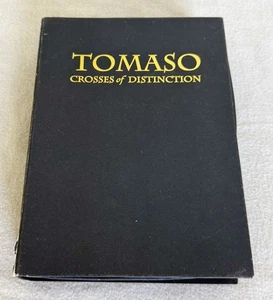 TOMASO
CROSSES of DISTINCTION